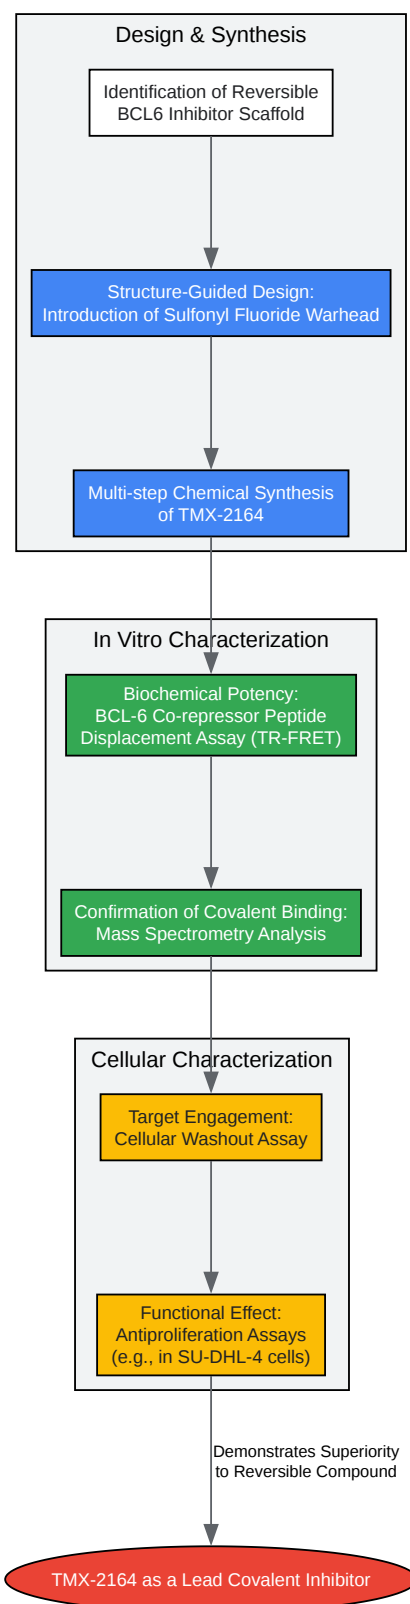 Design & Synthesis
Identification of Reversible
BCL6 Inhibitor Scaffold
Structure-Guided Design:
Introduction of Sulfonyl Fluoride Warhead
Multi-step Chemical Synthesis
of TMX-2164
In Vitro Characterization
Biochemical Potency:
BCL-6 Co-repressor Peptide
Displacement Assay (TR-FRET)
Confirmation of Covalent Binding:
Mass Spectrometry Analysis
Cellular Characterization
Target Engagement:
Cellular Washout Assay
Functional Effect:
Antiproliferation Assays
(e.g., in SU-DHL-4 cells)
Demonstrates Superiority
to Reversible Compound
TMX-2164 as a Lead Covalent Inhibitor